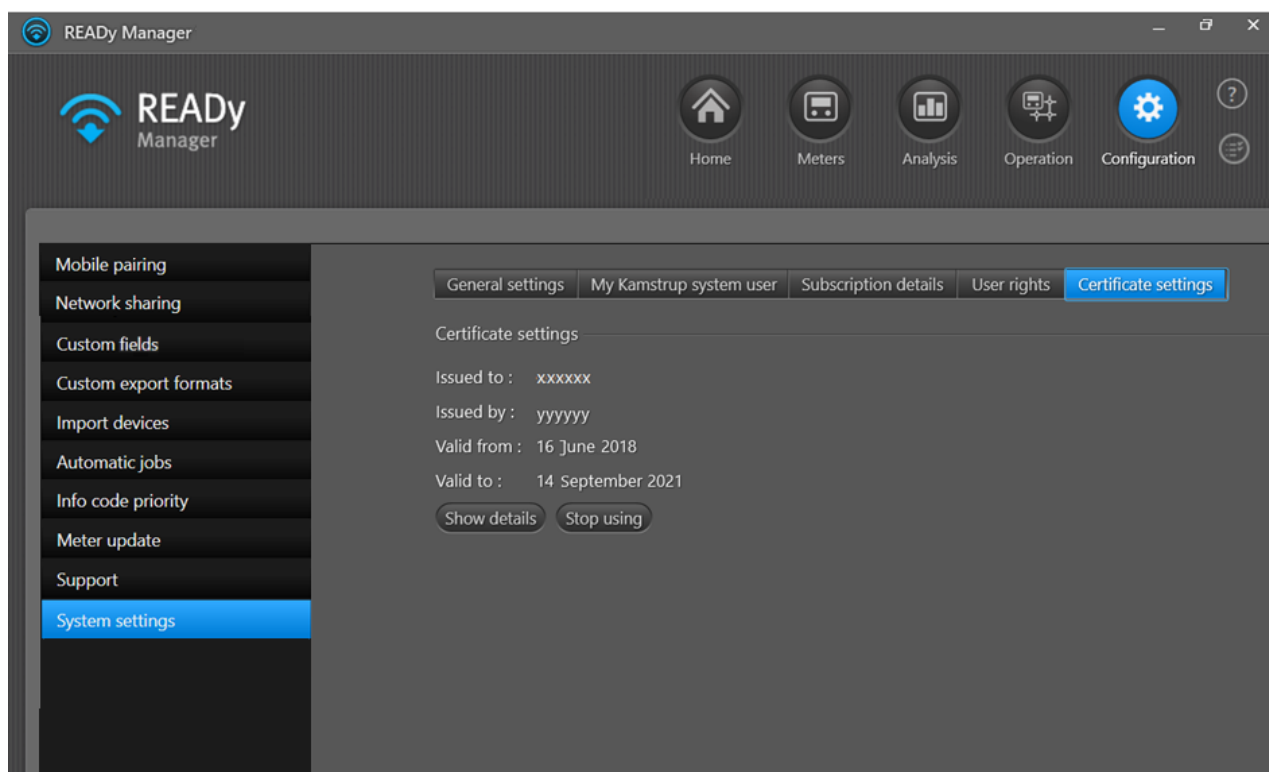 READy Manager
READy
Manager
Home
Meters
Analysis
Operation
Configuration
?
Mobile pairing
Network sharing
Custom fields
Custom export formats
Import devices
Automatic jobs
Info code priority
Meter update
Support
System settings
General settings
My Kamstrup system user
Subscription details
User rights
Certificate settings
Certificate settings
Issued to : xxxxxx
Issued by : yyyyyy
Valid from : 16 June 2018
Valid to : 14 September 2021
Show details
Stop using